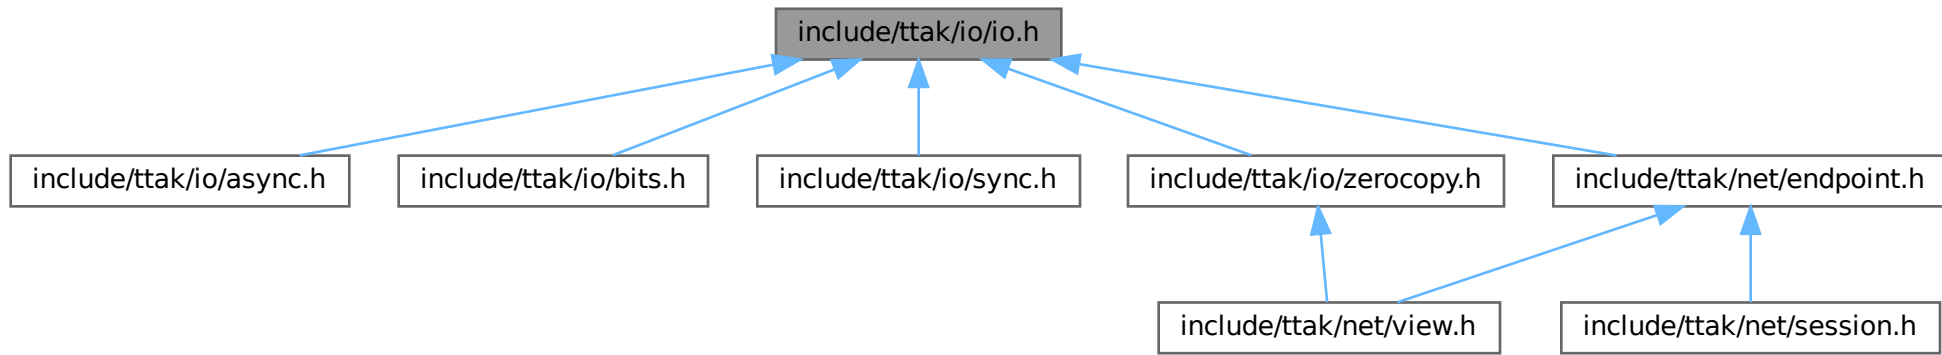 include/ttak/io/io.h
include/ttak/io/async.h
include/ttak/io/bits.h
include/ttak/io/sync.h
include/ttak/io/zerocopy.h
include/ttak/net/endpoint.h
include/ttak/net/view.h
include/ttak/net/session.h